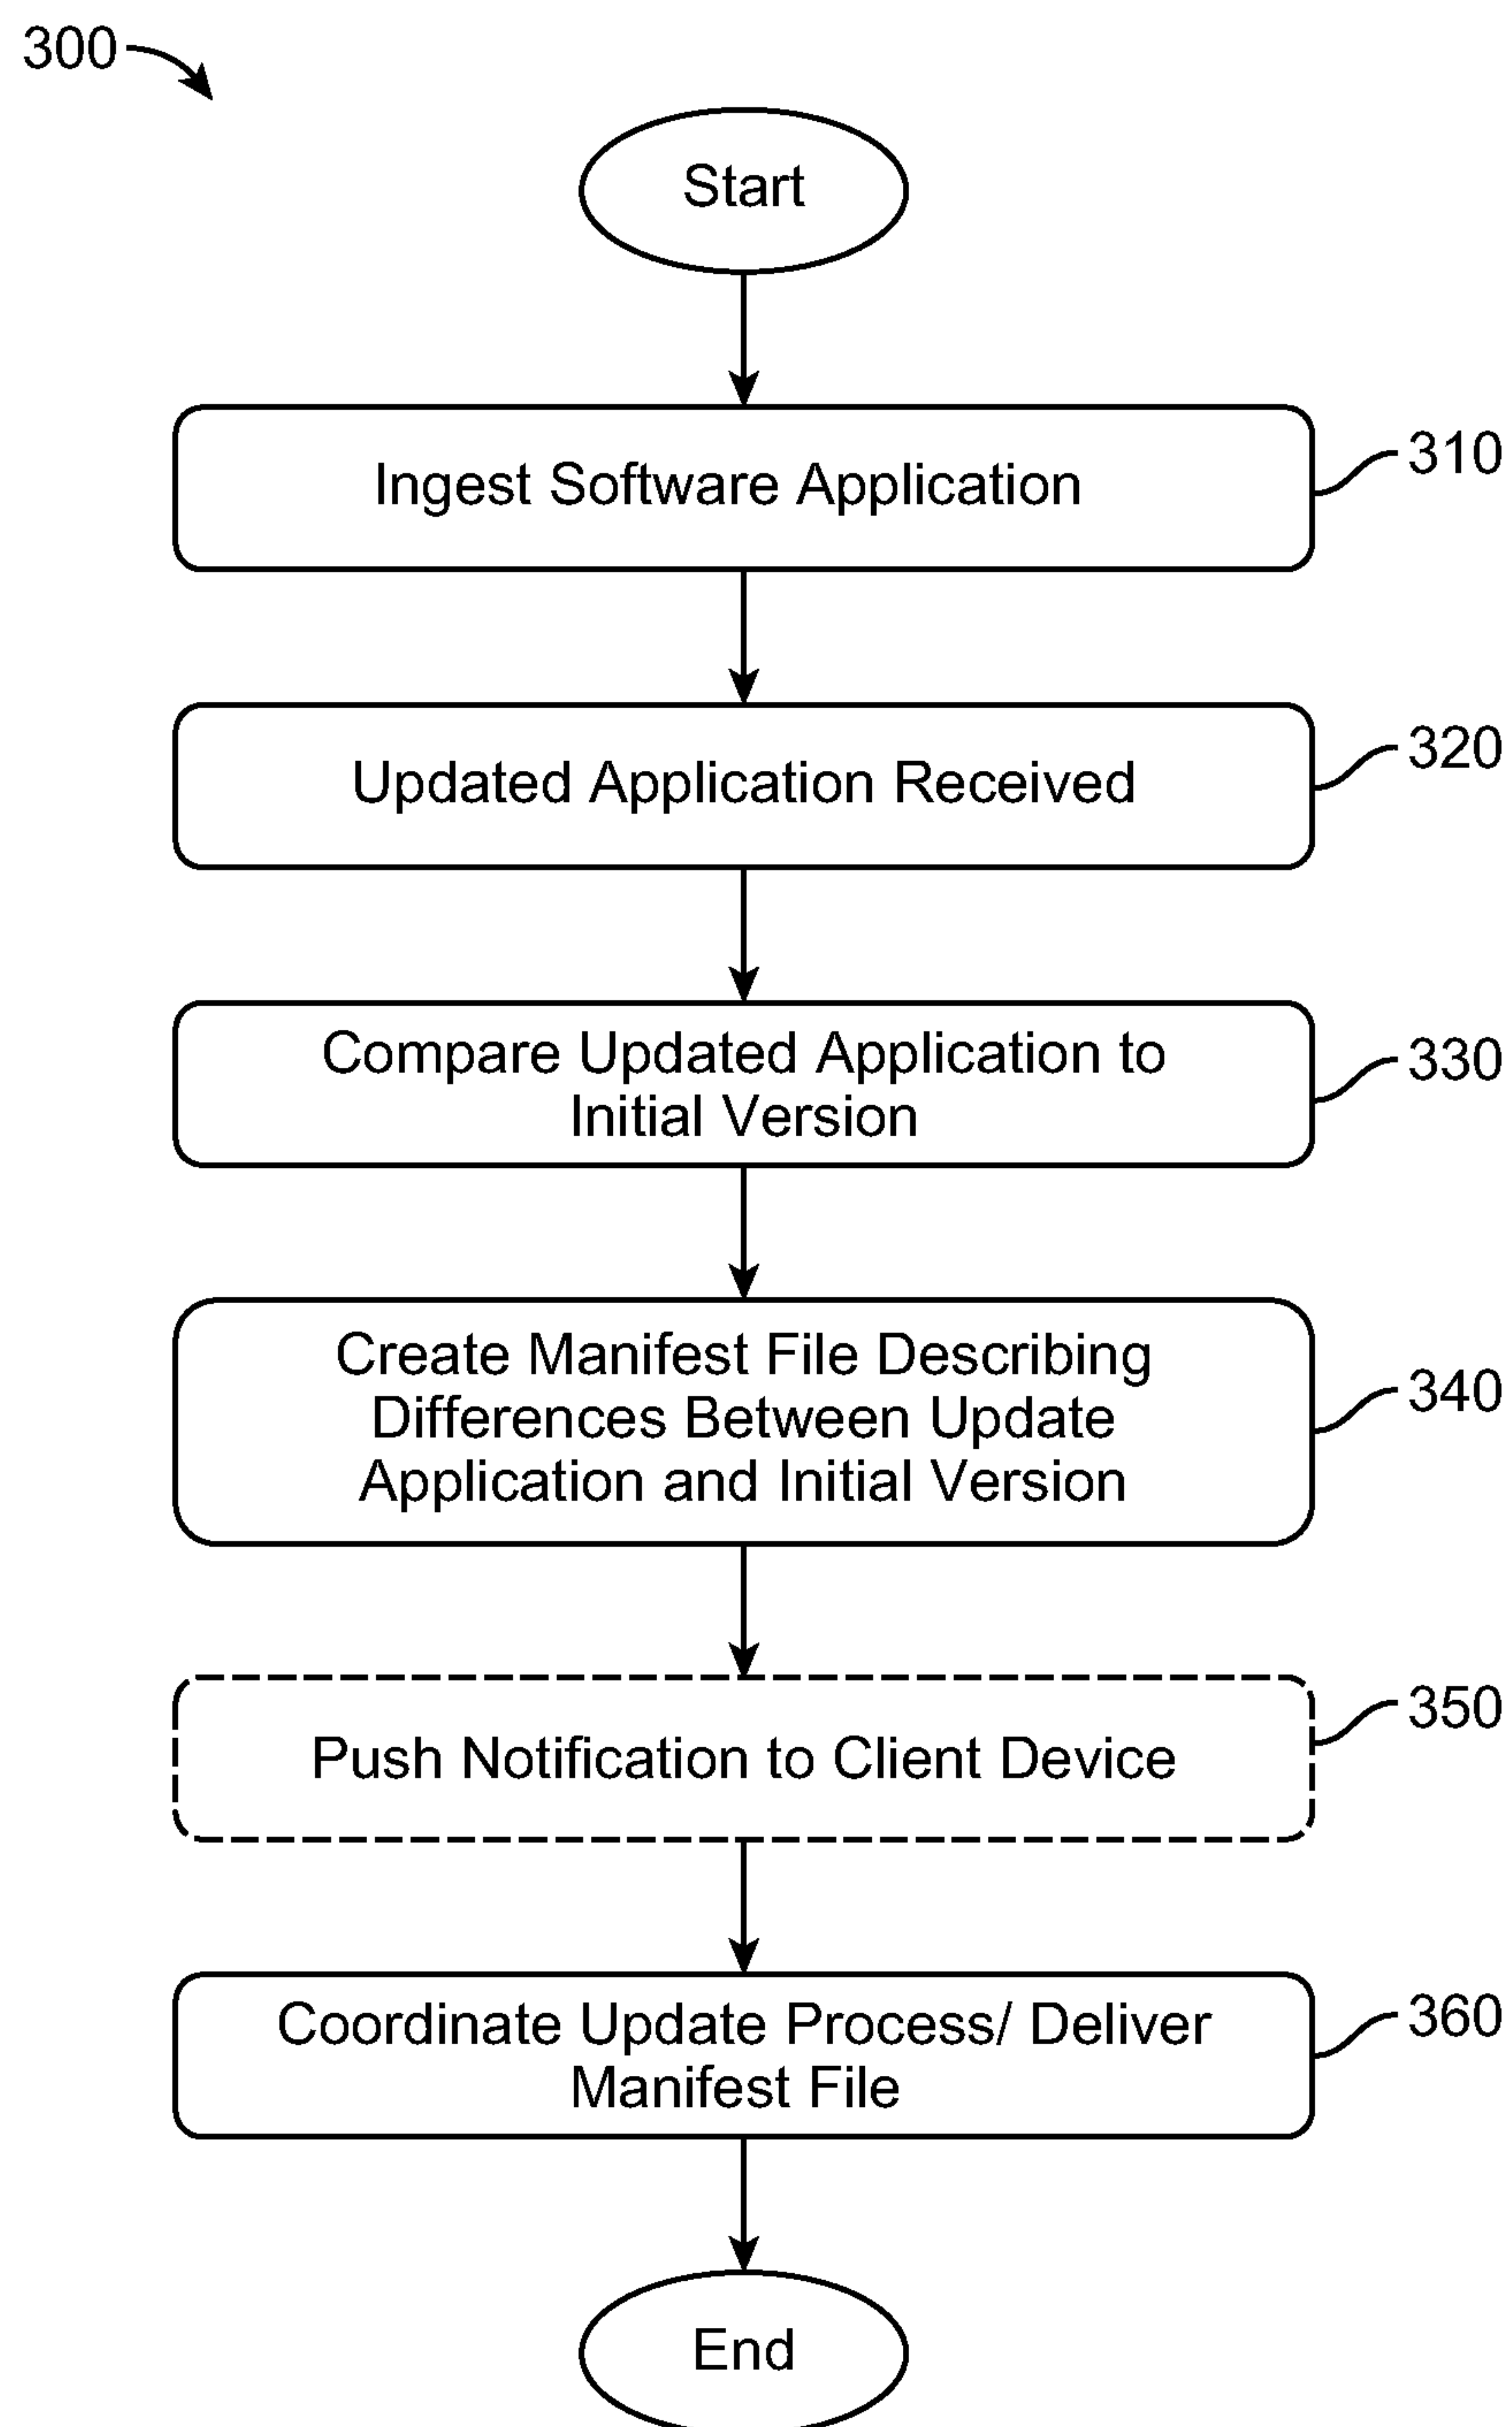 300
Start
Ingest Software Application
310
Updated Application Received
320
Compare Updated Application to
Initial Version
330
Create Manifest File Describing
Differences Between Update
Application and Initial Version
340
Push Notification to Client Device
350
Coordinate Update Process/ Deliver
Manifest File
360
End